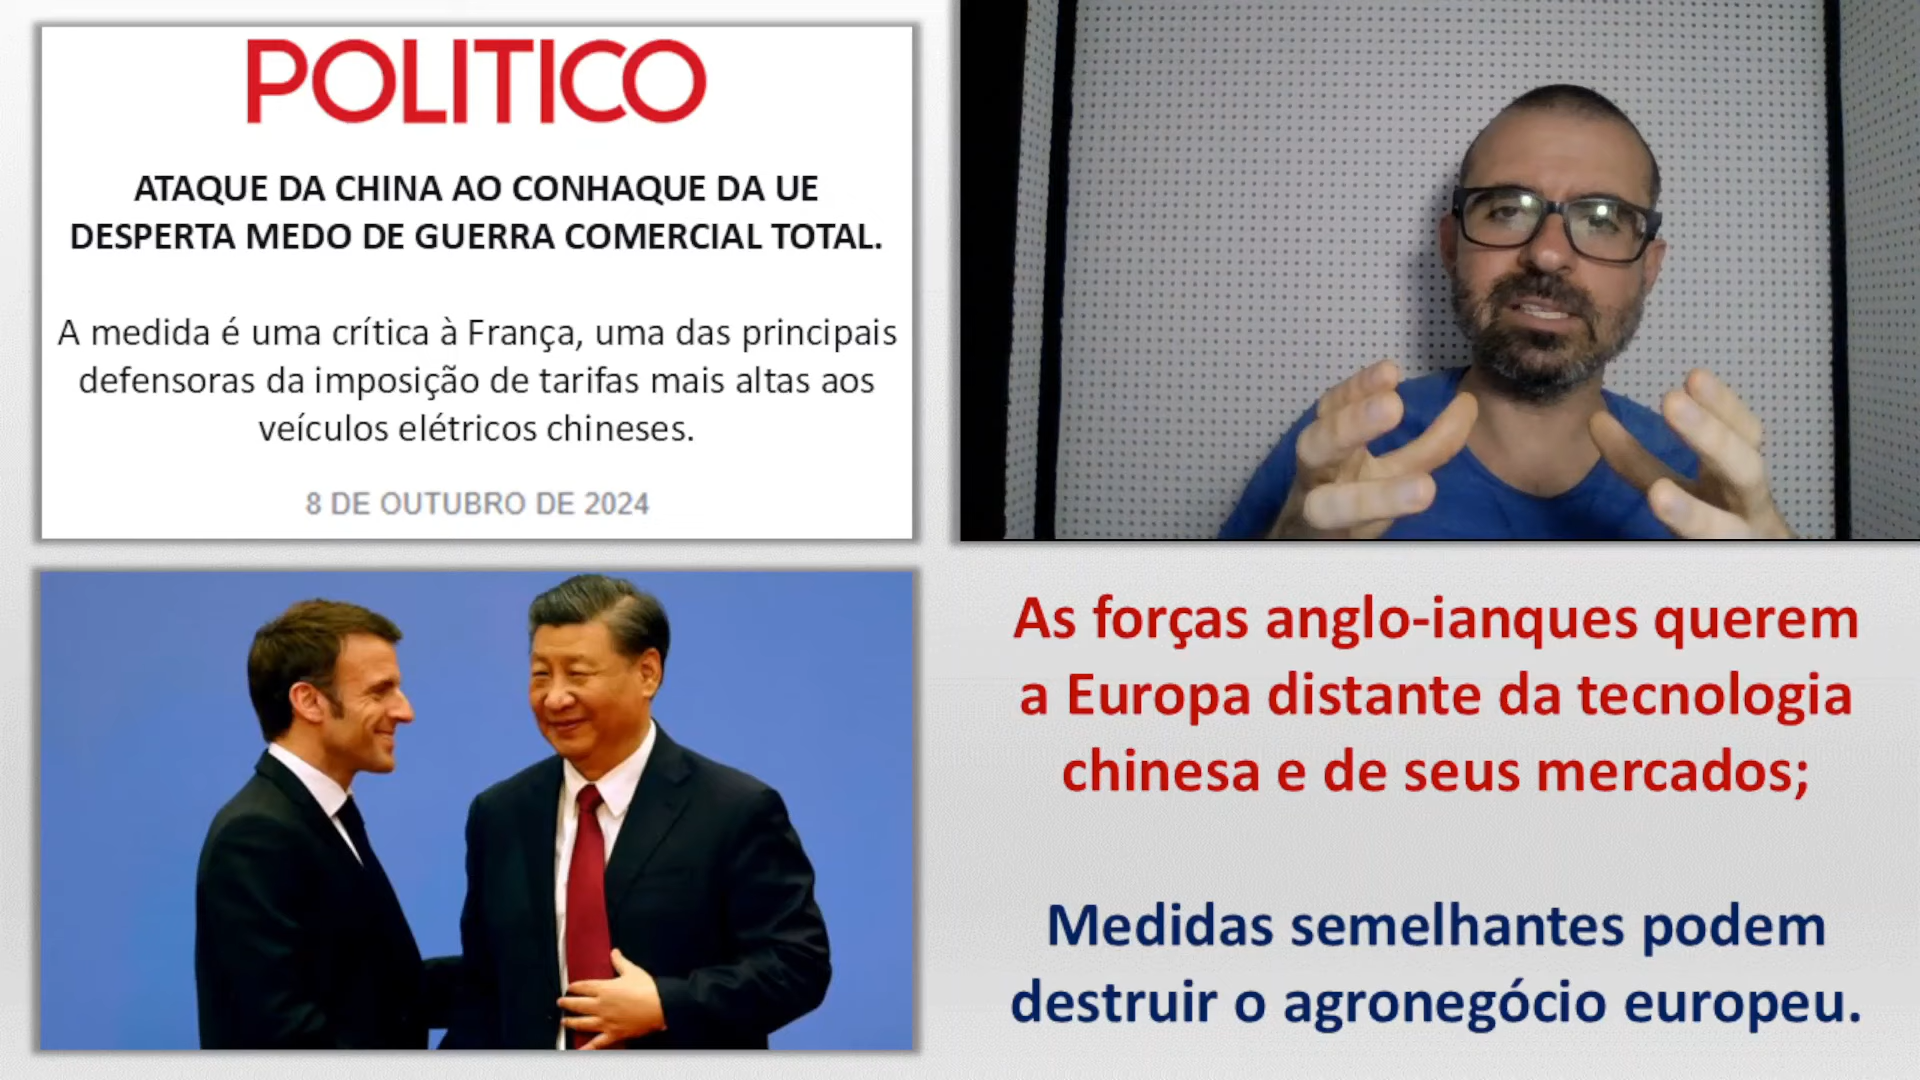 POLITICO
ATAQUE DA CHINA AO CONHAQUE DA UE
DESPERTA MEDO DE GUERRA COMERCIAL TOTAL.
A medida é uma crítica à França, uma das principais
defensoras da imposição de tarifas mais altas aos
veículos elétricos chineses.
8 DE OUTUBRO DE 2024
As forças anglo-ianques querem
a Europa distante da tecnologia
chinesa e de seus mercados;
Medidas semelhantes podem
destruir o agronegócio europeu.